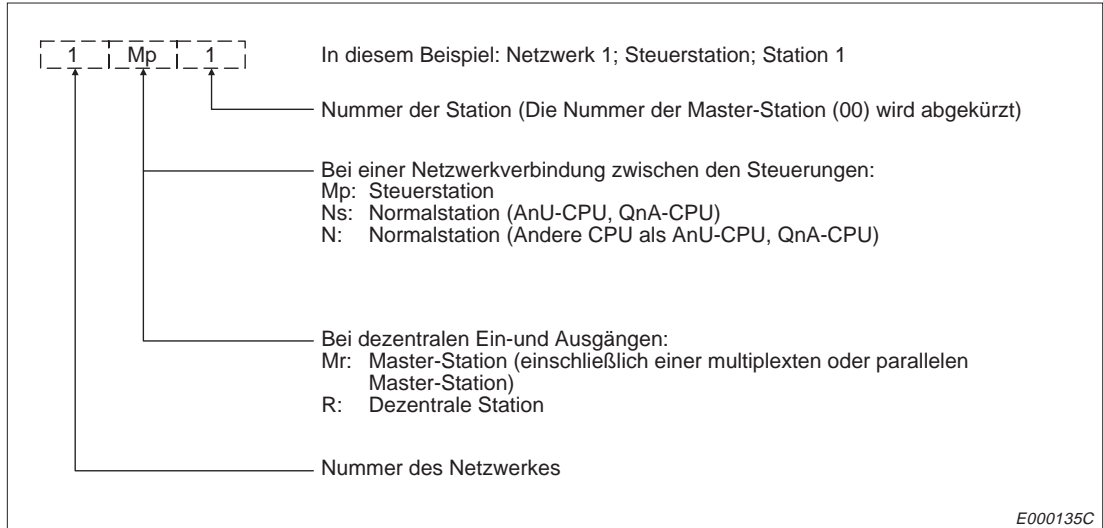 1 Mp 1 In diesem Beispiel: Netzwerk 1; Steuerstation; Station 1
Nummer der Station (Die Nummer der Master-Station (00) wird abgekürzt)
Bei einer Netzwerkverbindung zwischen den Steuerungen:
Mp: Steuerstation
Ns: Normalstation (AnU-CPU, QnA-CPU)
N: Normalstation (Andere CPU als AnU-CPU, QnA-CPU)
Bei dezentralen Ein-und Ausgängen:
Mr: Master-Station (einschließlich einer multiplexten oder parallelen
Master-Station)
R: Dezentrale Station
Nummer des Netzwerkes
E000135C